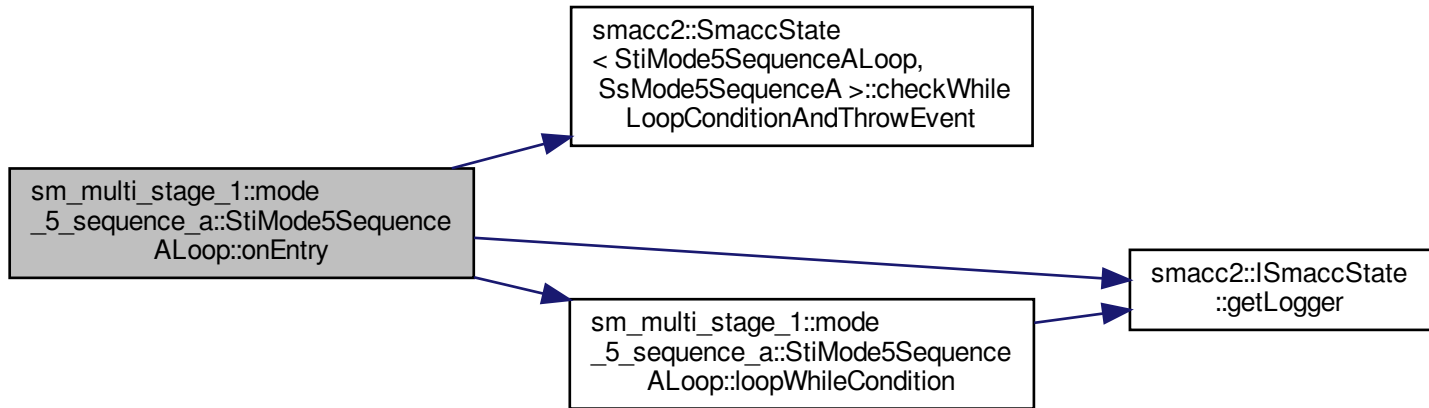 smacc2::SmaccState
< StiMode5SequenceALoop,
SsMode5SequenceA >::checkWhile
LoopConditionAndThrowEvent
sm_multi_stage_1::mode
_5_sequence_a::StiMode5Sequence
ALoop::onEntry
smacc2::ISmaccState
::getLogger
sm_multi_stage_1::mode
_5_sequence_a::StiMode5Sequence
ALoop::loopWhileCondition